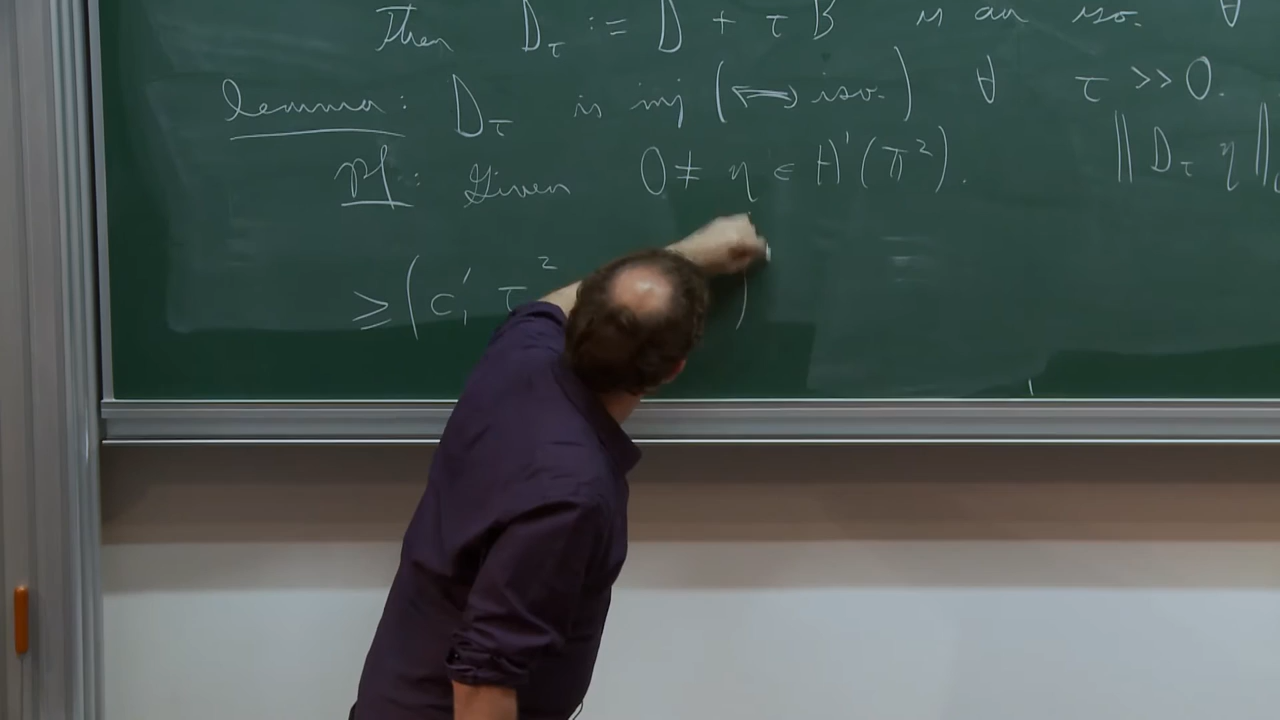 Then D_τ := D + τB is an iso. ∀
Lemma: D_τ is inj (⟺ iso.) ∀ τ >> 0.
Pf: Given 0 ≠ η ∈ H¹(𝕋²). ‖D_τ η‖
≥ (c₁' τ² )